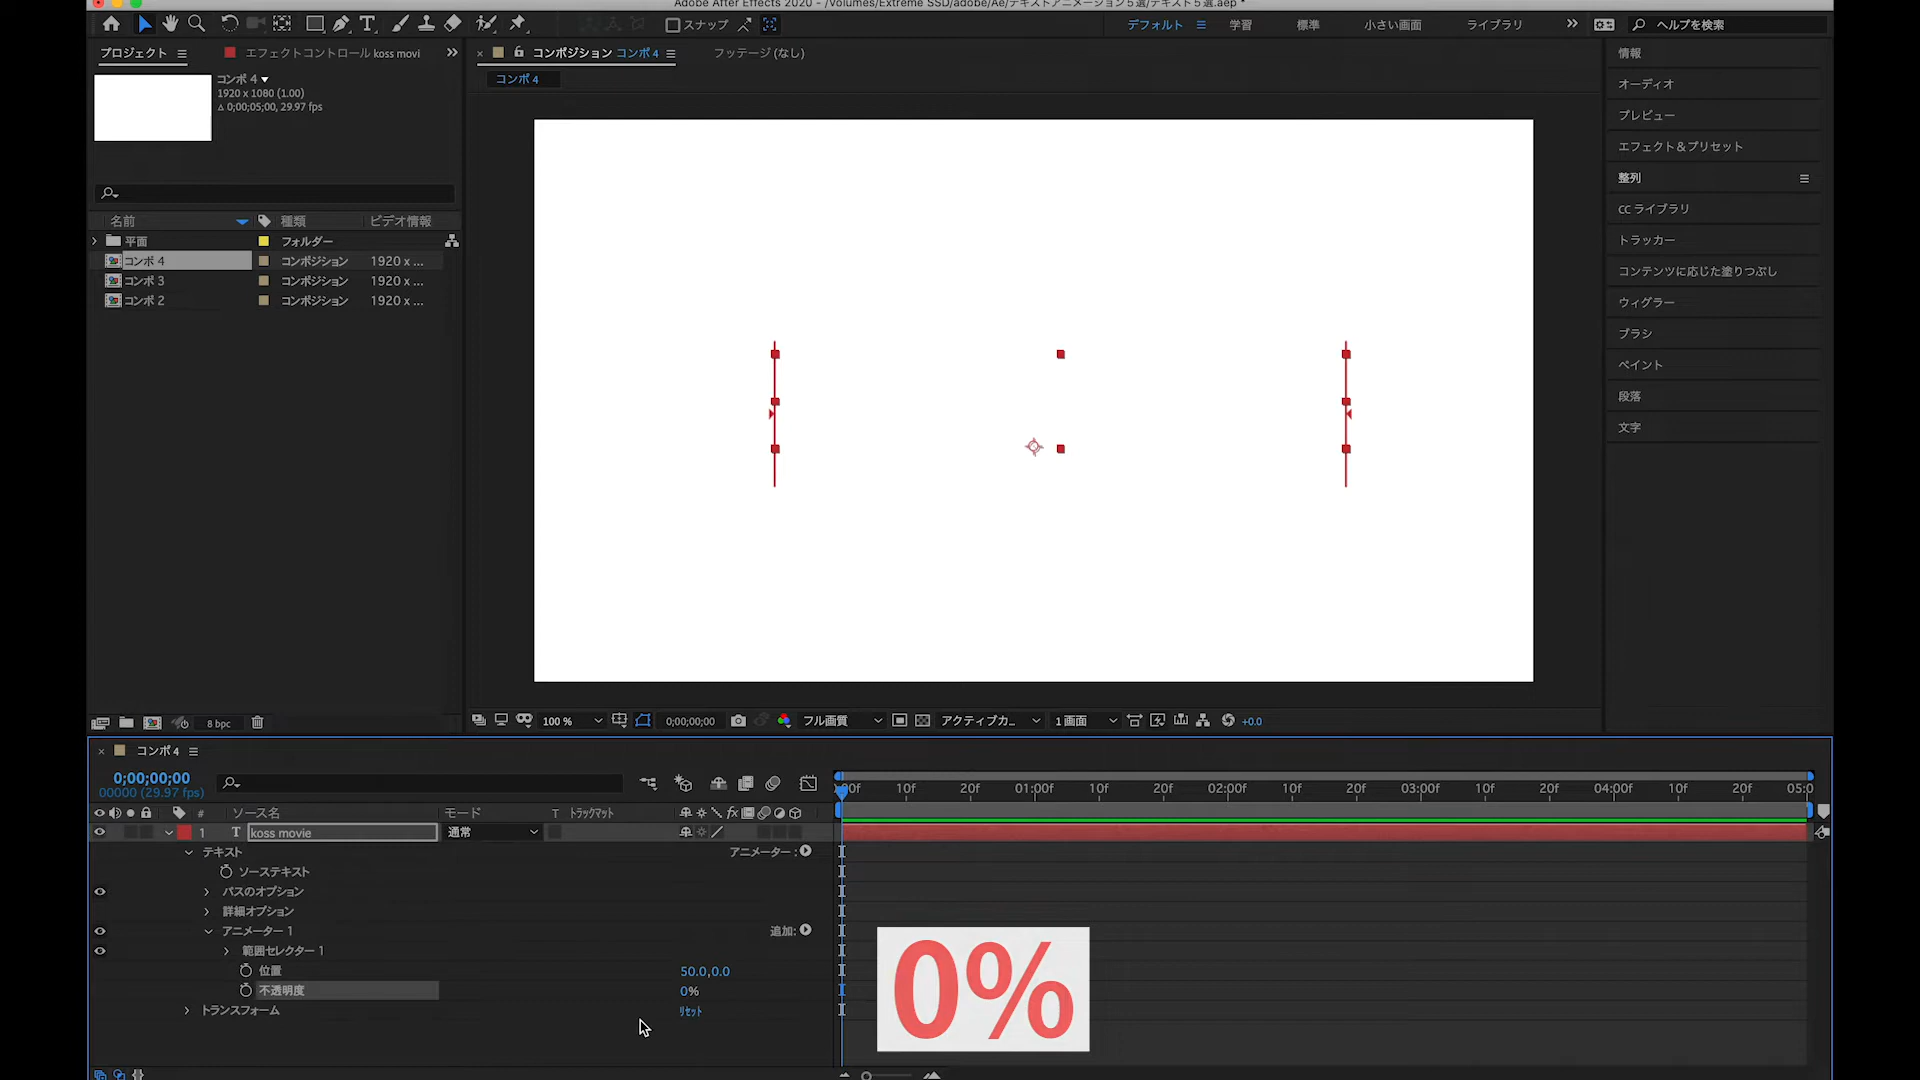 Adobe After Effects 2020 - /Volumes/Extreme SSD/adobe/Ae/テキストアニメーション５選/テキスト５選.aep *
スナップ
デフォルト
学習
標準
小さい画面
ライブラリ
ヘルプを検索
プロジェクト
エフェクトコントロール koss movi
コンポ 4
1920 x 1080 (1.00)
Δ 0;00;05;00, 29.97 fps
名前
種類
ビデオ情報
平面
フォルダー
コンポ 4
コンポジション
1920 x ...
コンポ 3
コンポジション
1920 x ...
コンポ 2
コンポジション
1920 x ...
8 bpc
コンポジション コンポ 4
フッテージ (なし)
コンポ 4
100 %
0;00;00;00
フル画質
アクティブカ...
1 画面
+0.0
情報
オーディオ
プレビュー
エフェクト＆プリセット
整列
CC ライブラリ
トラッカー
コンテンツに応じた塗りつぶし
ウィグラー
ブラシ
ペイント
段落
文字
コンポ 4
0;00;00;00
00000 (29.97 fps)
#
ソース名
モード
T
トラックマット
fx
1
T
koss movie
通常
テキスト
アニメーター :
ソーステキスト
パスのオプション
詳細オプション
アニメーター 1
追加:
範囲セレクター 1
位置
50.0,0.0
不透明度
0%
トランスフォーム
リセット
:00f
10f
20f
01:00f
10f
20f
02:00f
10f
20f
03:00f
10f
20f
04:00f
10f
20f
05:0
0%